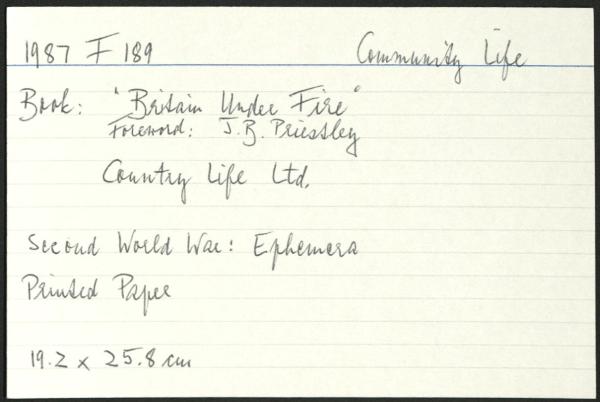 1987 F 189 Community Life
Book: "Britain Under Fire"
Foreword: J.B. Priestley
Country Life Ltd.
Second World War: Ephemera
Printed Paper
19.2 x 25.8 cm